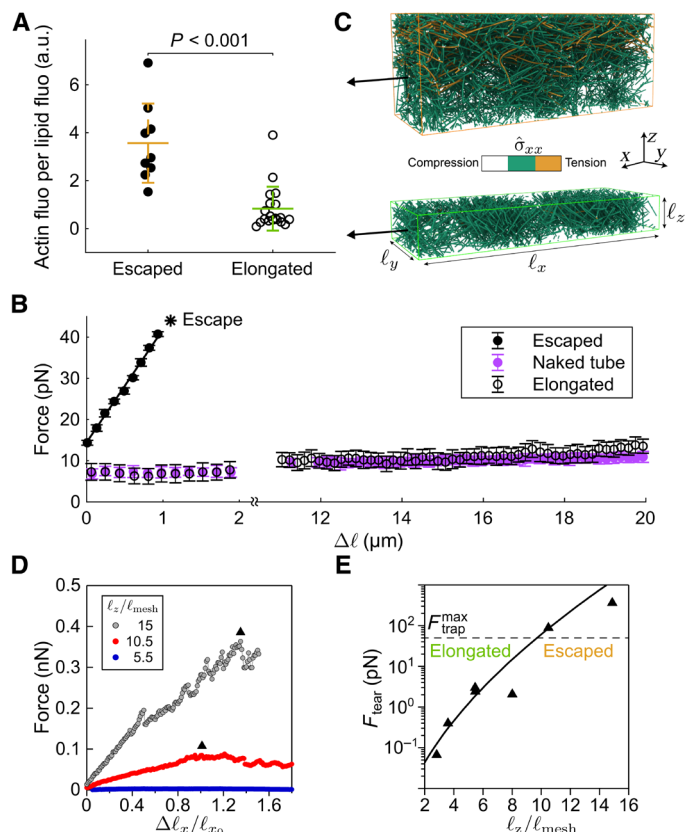 A
Actin fluo per lipid fluo (a.u.)
P < 0.001
6
4
2
0
Escaped
Elongated
C
σ̂xx
Compression
Tension
z
x
y
ℓz
ℓy
ℓx
B
Force (pN)
40
30
20
10
0
Escape
Escaped
Naked tube
Elongated
0
1
2
12
14
16
18
20
Δℓ (µm)
D
Force (nN)
0.5
0.4
0.3
0.2
0.1
0
ℓz/ℓmesh
15
10.5
5.5
0
0.4
0.8
1.2
1.6
Δℓx/ℓx0
E
Ftear (pN)
10²
10¹
10⁰
10⁻¹
Fmaxtrap
Elongated
Escaped
2
4
6
8
10
12
14
16
ℓz/ℓmesh